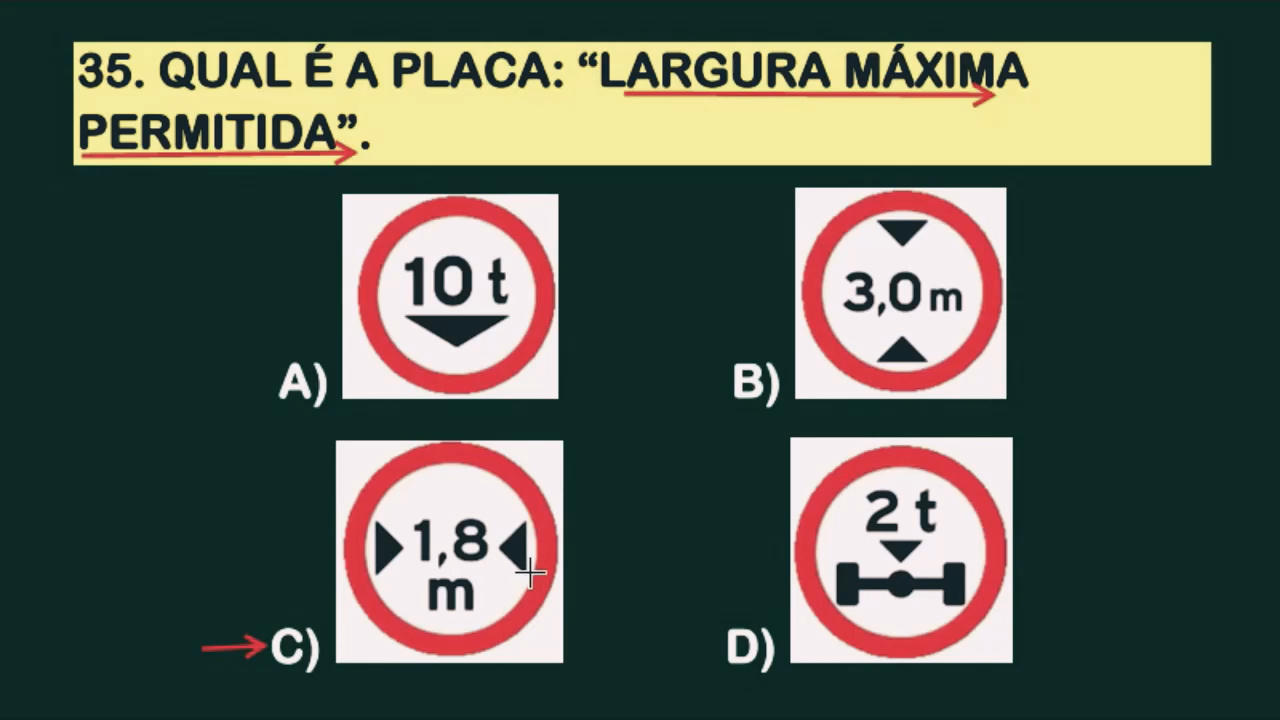 35. QUAL É A PLACA: “LARGURA MÁXIMA
PERMITIDA”.
10 t
A)
3,0 m
B)
1,8
m
C)
2 t
D)